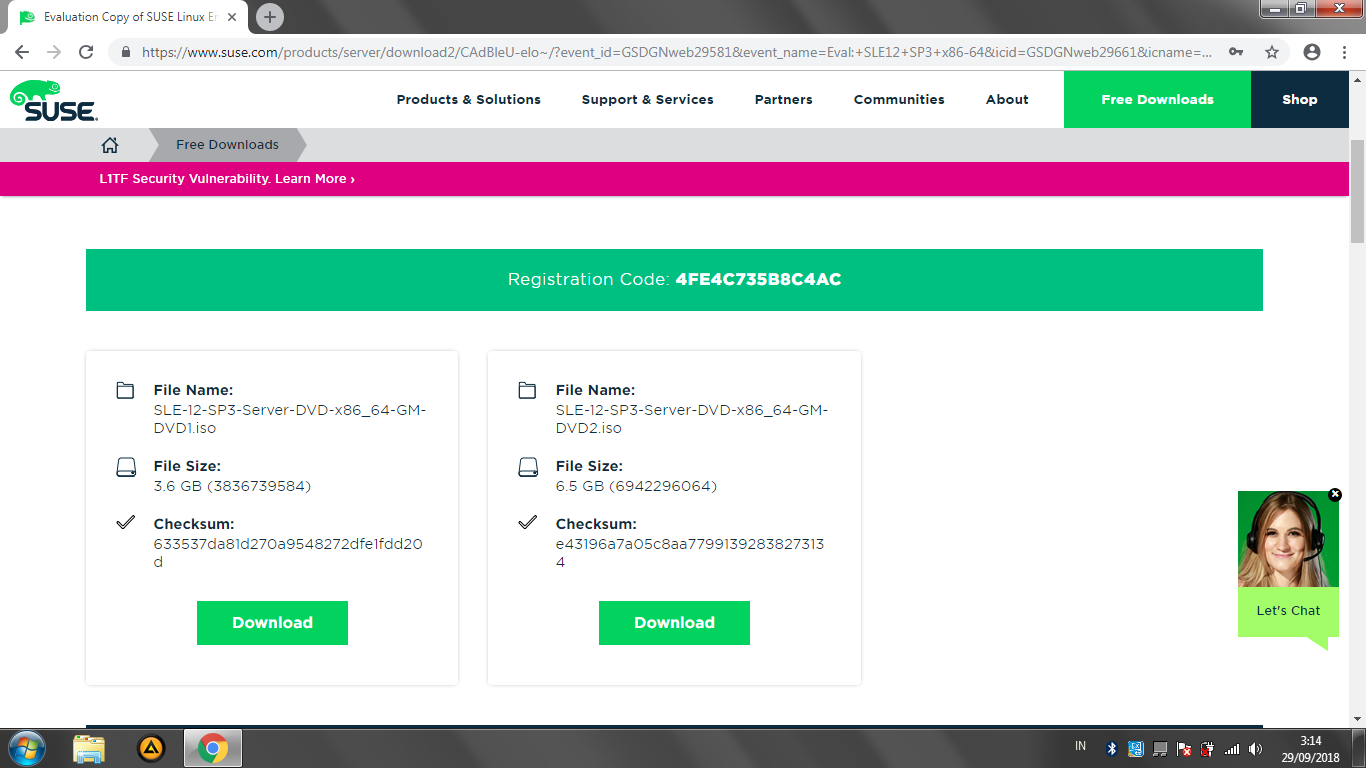 Evaluation Copy of SUSE Linux Er
https://www.suse.com/products/server/download2/CAdBleU-elo~/?event_id=GSDGNweb29581&event_name=Eval:+SLE12+SP3+x86-64&icid=GSDGNweb29661&icname=...
SUSE
Products & Solutions
Support & Services
Partners
Communities
About
Free Downloads
Shop
Free Downloads
L1TF Security Vulnerability. Learn More ›
Registration Code: 4FE4C735B8C4AC
File Name:
SLE-12-SP3-Server-DVD-x86_64-GM-
DVD1.iso
File Size:
3.6 GB (3836739584)
Checksum:
633537da81d270a9548272dfe1fdd20
d
Download
File Name:
SLE-12-SP3-Server-DVD-x86_64-GM-
DVD2.iso
File Size:
6.5 GB (6942296064)
Checksum:
e43196a7a05c8aa7799139283827313
4
Download
Let's Chat
IN
3:14
29/09/2018